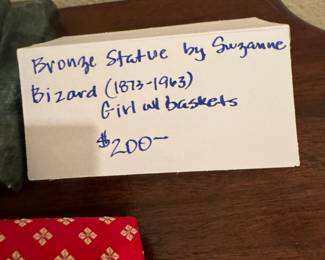 Bronze Statue by Suzanne
Bizard (1873-1963)
Girl w/ baskets
$200-